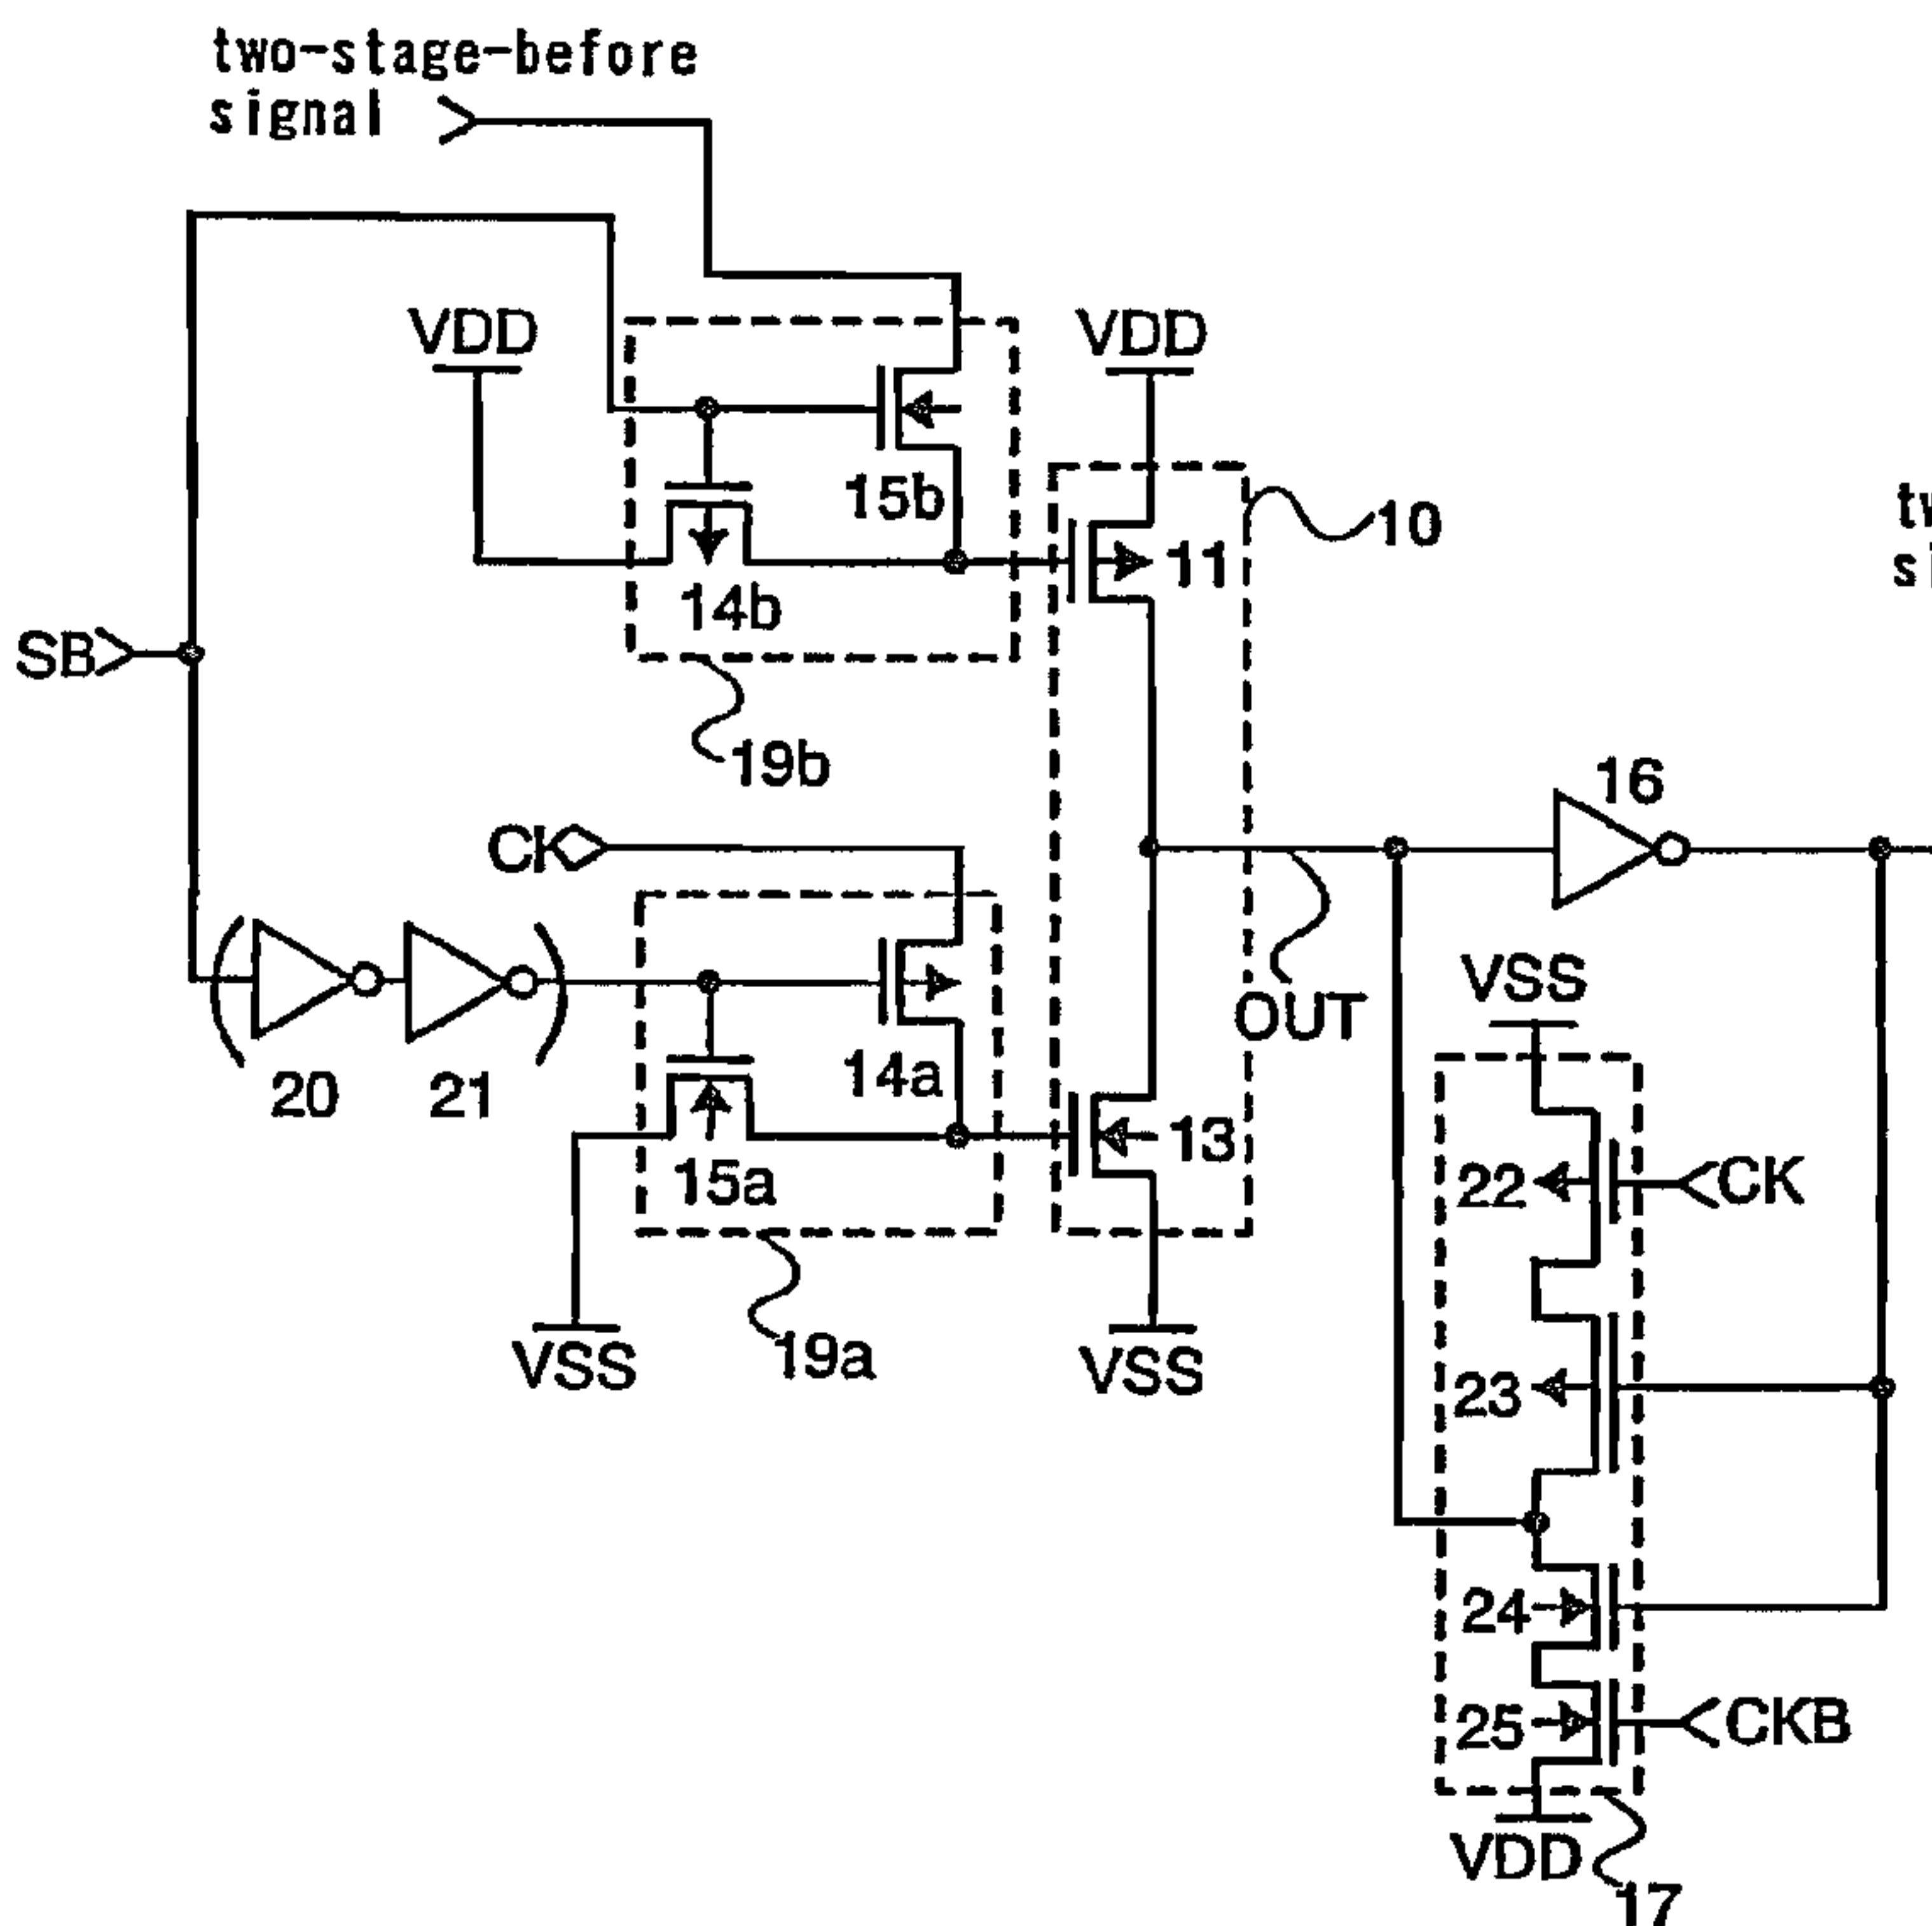 two-stage-before
signal
VDD
VDD
15b
10
11
14b
SB
19b
16
CK
VSS
OUT
14a
20
21
13
15a
22
CK
19a
VSS
VSS
23
24
25
CKB
VDD
17